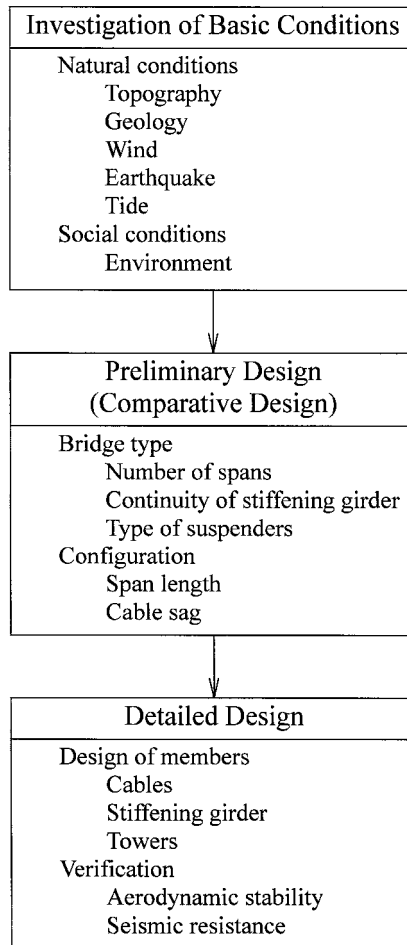 Investigation of Basic Conditions
Natural conditions
Topography
Geology
Wind
Earthquake
Tide
Social conditions
Environment
Preliminary Design
(Comparative Design)
Bridge type
Number of spans
Continuity of stiffening girder
Type of suspenders
Configuration
Span length
Cable sag
Detailed Design
Design of members
Cables
Stiffening girder
Towers
Verification
Aerodynamic stability
Seismic resistance